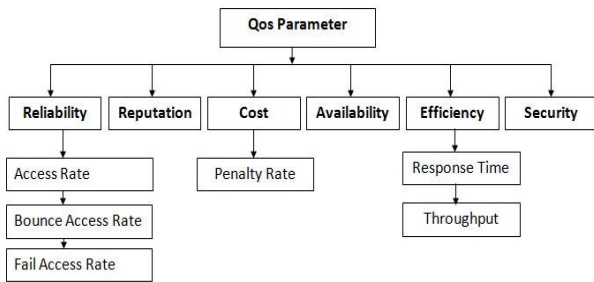 Qos Parameter
Reliability
Reputation
Cost
Availability
Efficiency
Security
Access Rate
Penalty Rate
Response Time
Bounce Access Rate
Throughput
Fail Access Rate